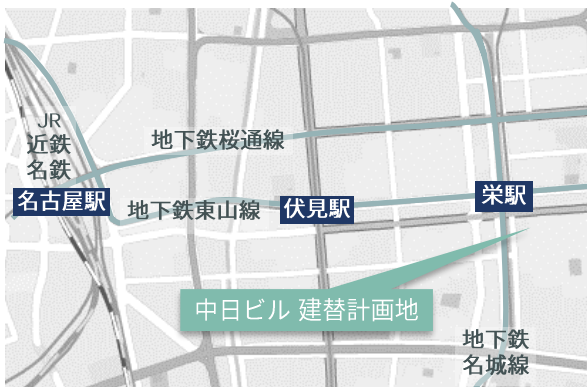 JR
近鉄
名鉄
名古屋駅
地下鉄桜通線
地下鉄東山線
伏見駅
栄駅
中日ビル 建替計画地
地下鉄
名城線